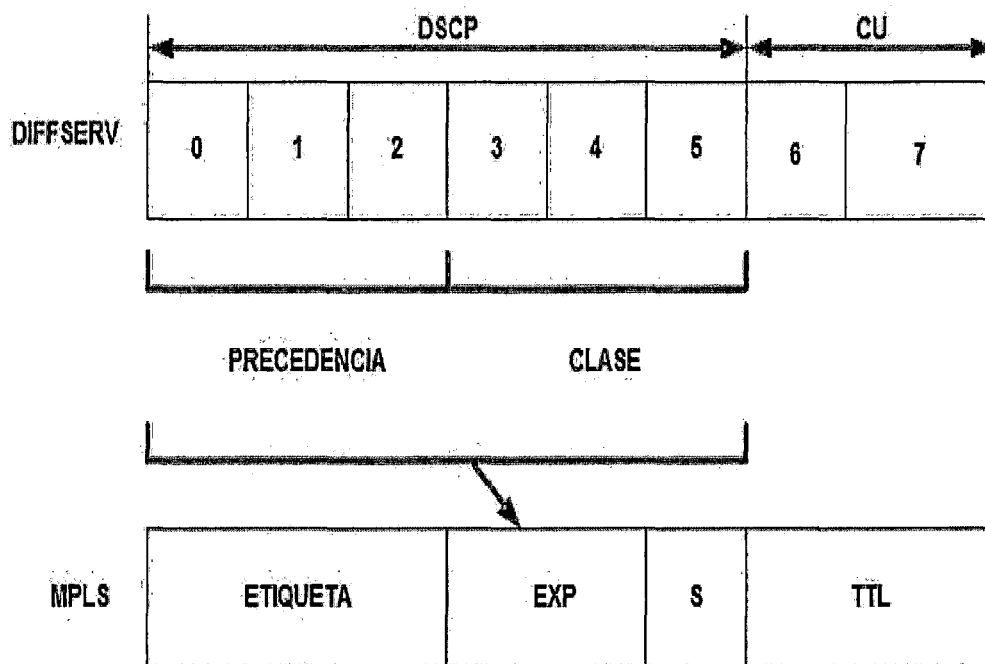 DSCP CU
DIFFSERV 0 1 2 3 4 5 6 7
PRECEDENCIA CLASE
MPLS ETIQUETA EXP S TTL